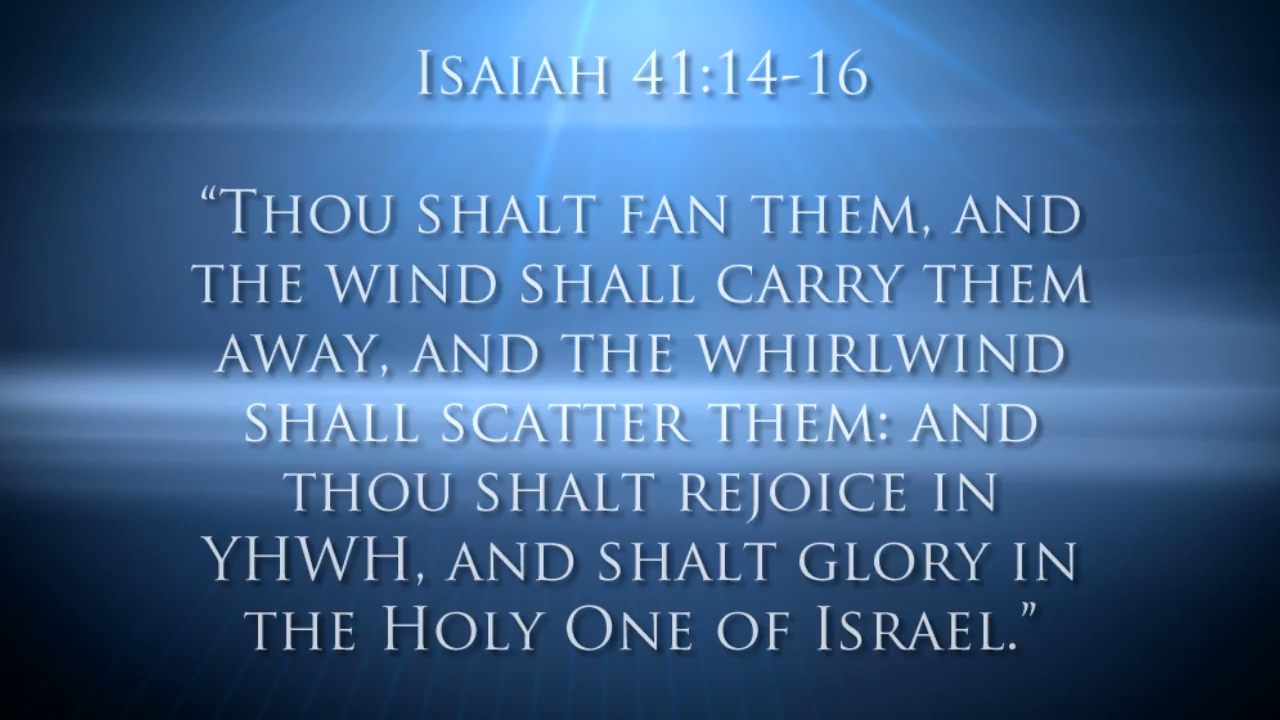 Isaiah 41:14-16
“Thou shalt fan them, and
the wind shall carry them
away, and the whirlwind
shall scatter them: and
thou shalt rejoice in
YHWH, and shalt glory in
the Holy One of Israel.”